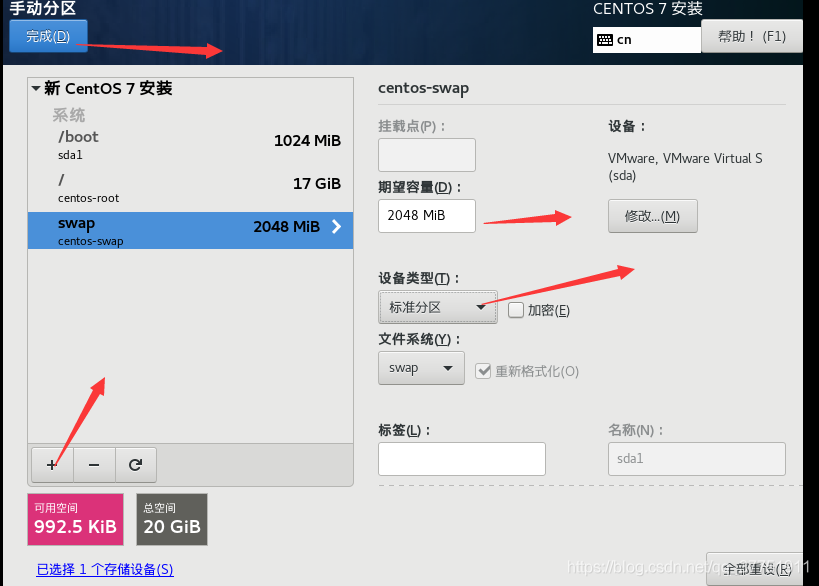 手动分区
CENTOS 7 安装
完成(D)
cn
帮助！(F1)
新 CentOS 7 安装
系统
/boot
1024 MiB
sda1
/
17 GiB
centos-root
swap
2048 MiB
centos-swap
centos-swap
挂载点(P)：
设备：
VMware, VMware Virtual S
(sda)
期望容量(D)：
2048 MiB
修改...(M)
设备类型(T)：
标准分区
加密(E)
文件系统(Y)：
swap
重新格式化(O)
标签(L)：
名称(N)：
sda1
可用空间
992.5 KiB
总空间
20 GiB
已选择 1 个存储设备(S)
全部重设(R)
https://blog.csdn.net/